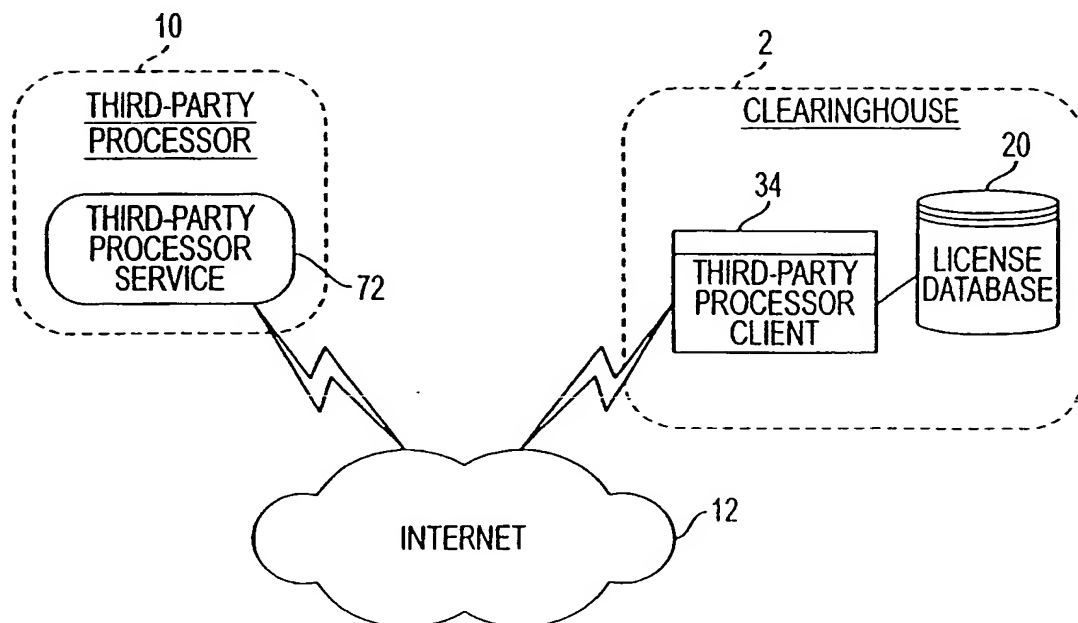 10
THIRD-PARTY
PROCESSOR
THIRD-PARTY
PROCESSOR
SERVICE
72
2
CLEARINGHOUSE
20
34
THIRD-PARTY
PROCESSOR
CLIENT
LICENSE
DATABASE
INTERNET
12